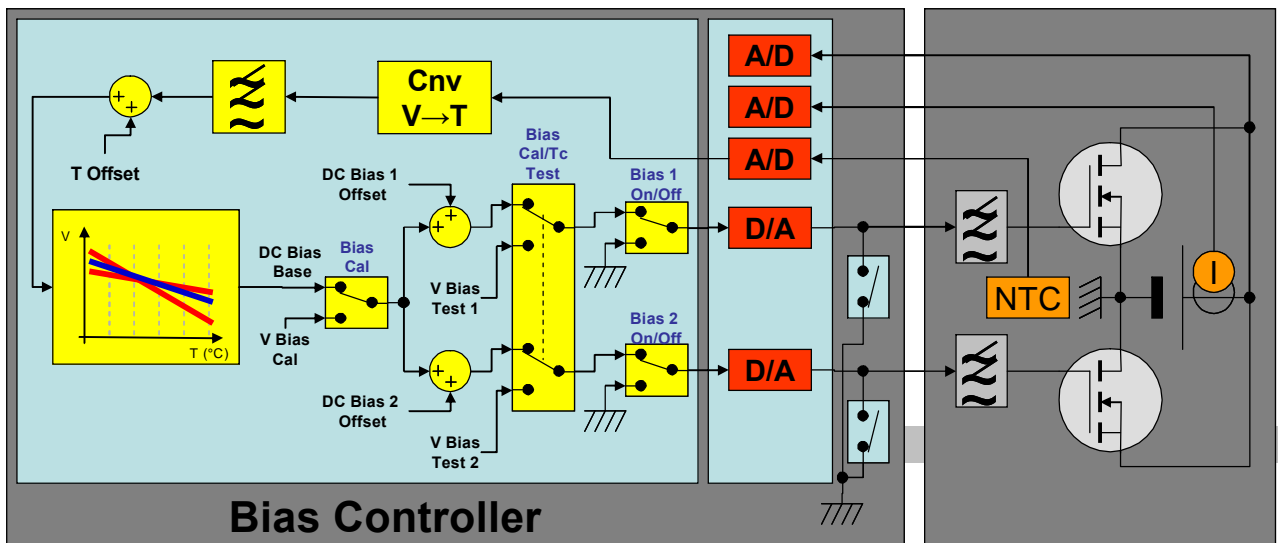 A/D
A/D
A/D
Cnv
V→T
+
+
T Offset
Bias
Cal/Tc
Test
DC Bias 1
Offset
Bias 1
On/Off
+
+
D/A
V
T (°C)
DC Bias
Base
Bias
Cal
V Bias
Cal
V Bias
Test 1
I
NTC
Bias 2
On/Off
+
+
D/A
DC Bias 2
Offset
V Bias
Test 2
Bias Controller